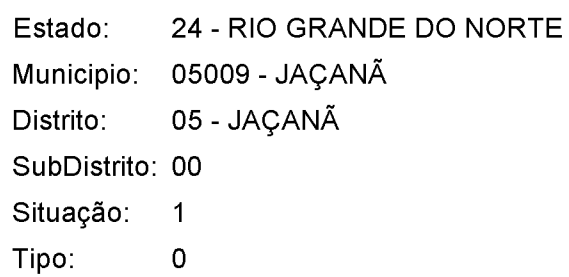 Estado: 24 - RIO GRANDE DO NORTE
Municipio: 05009 - JAÇANÃ
Distrito: 05 - JAÇANÃ
SubDistrito: 00
Situação: 1
Tipo: 0